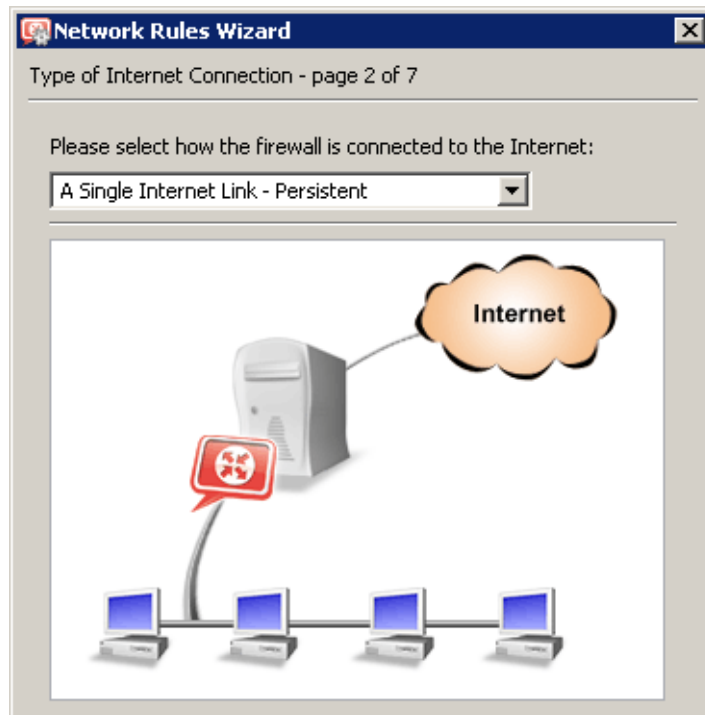 Network Rules Wizard
Type of Internet Connection - page 2 of 7
Please select how the firewall is connected to the Internet:
A Single Internet Link - Persistent
Internet